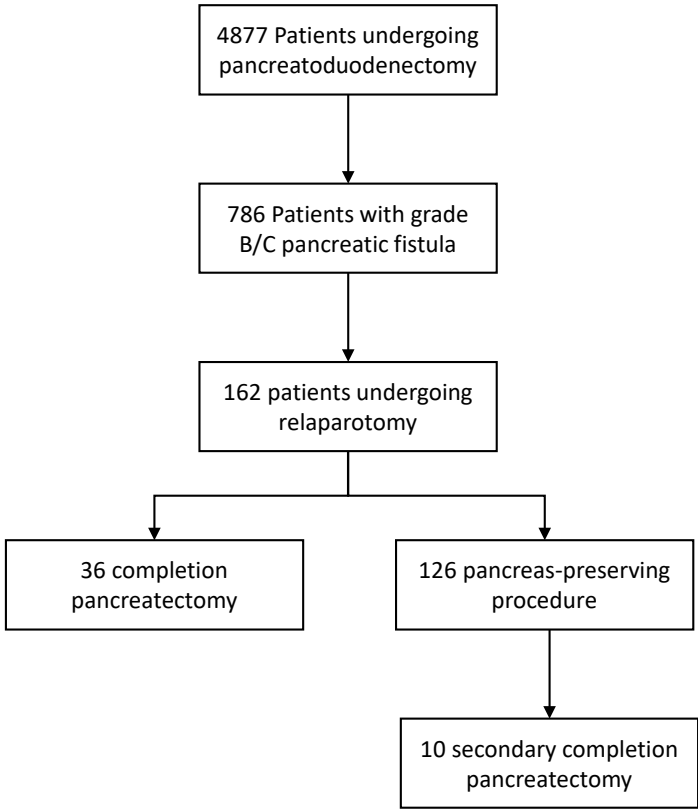 4877 Patients undergoing
pancreatoduodenectomy
786 Patients with grade
B/C pancreatic fistula
162 patients undergoing
relaparotomy
36 completion
pancreatectomy
126 pancreas-preserving
procedure
10 secondary completion
pancreatectomy